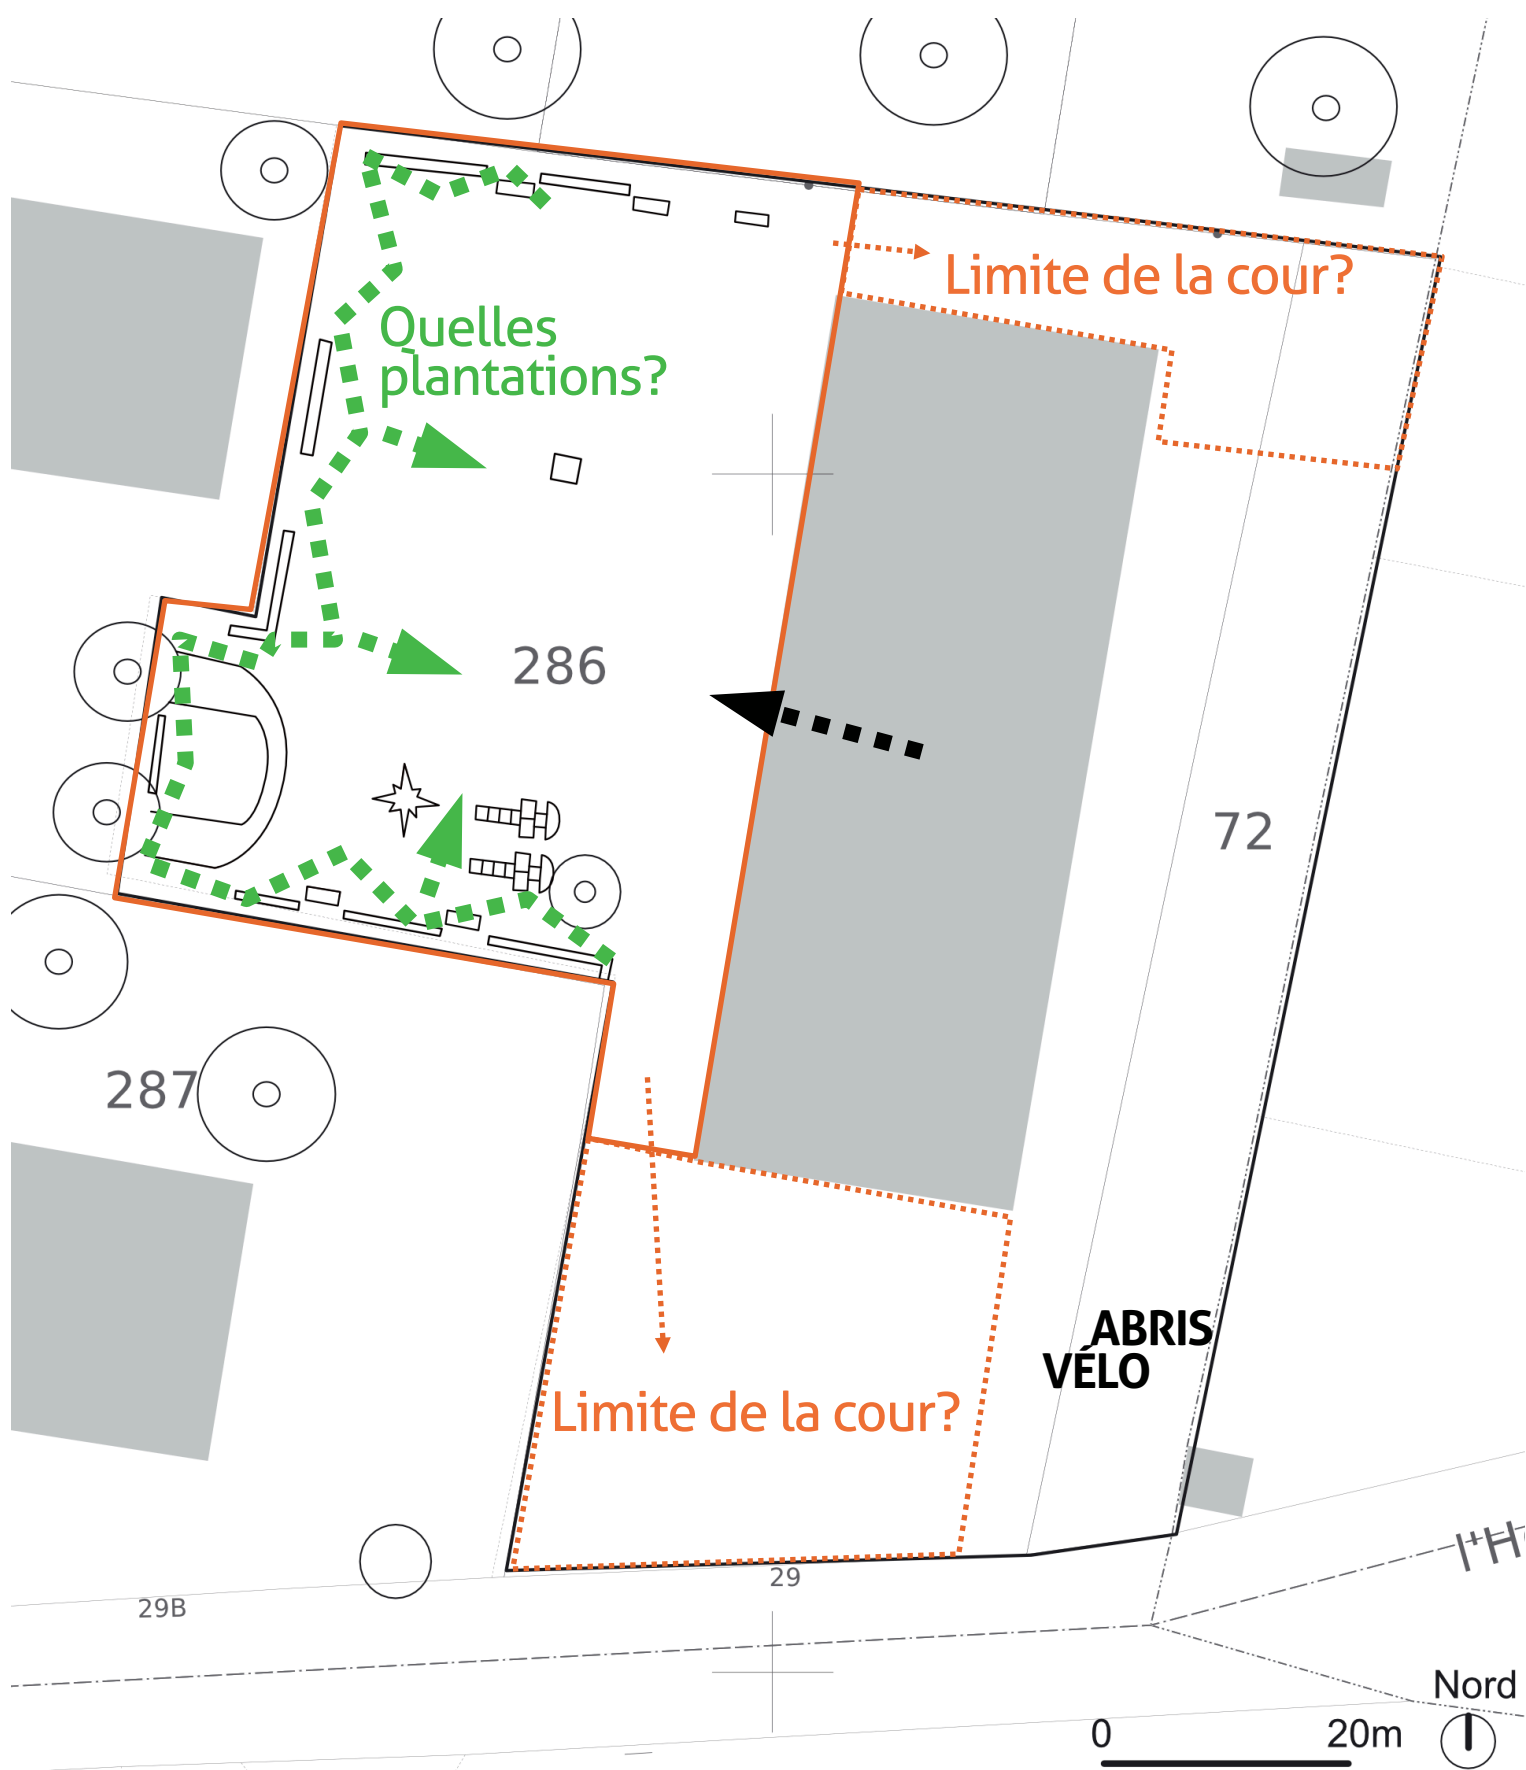 Limite de la cour?
Quelles
plantations?
286
72
287
ABRIS
VÉLO
Limite de la cour?
29
29B
Nord
0
20m